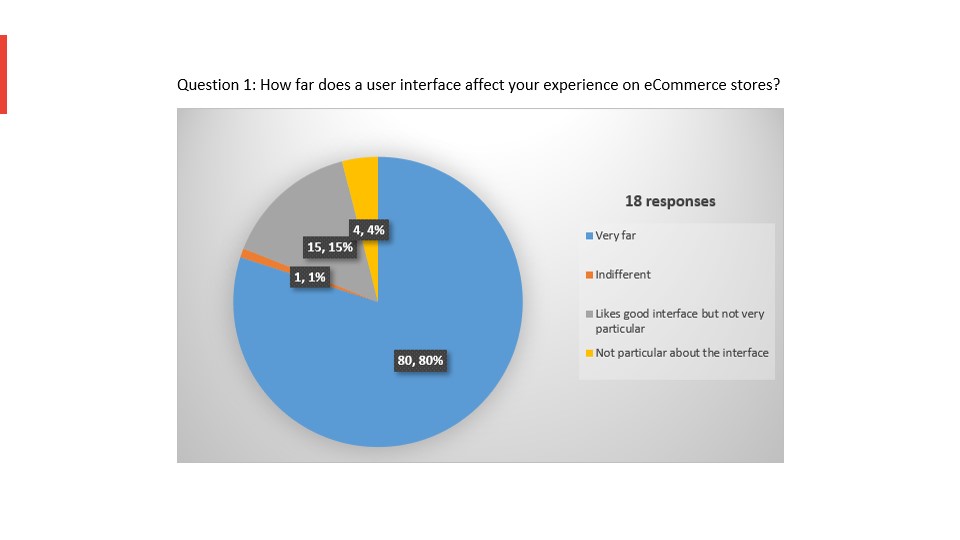 Question 1: How far does a user interface affect your experience on eCommerce stores?
18 responses
4, 4%
15, 15%
1, 1%
80, 80%
Very far
Indifferent
Likes good interface but not very
particular
Not particular about the interface